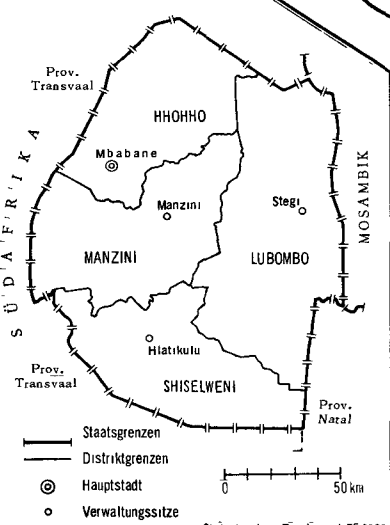 Prov.
Transvaal
HHOHHO
Mbabane
SÜDAFRIKA
MOSAMBIK
Manzini
Stegi
MANZINI
LUBOMBO
Hlatikulu
Prov.
Transvaal
SHISELWENI
Prov.
Natal
Staatsgrenzen
Distriktgrenzen
Hauptstadt
Verwaltungssitze
0 50 km